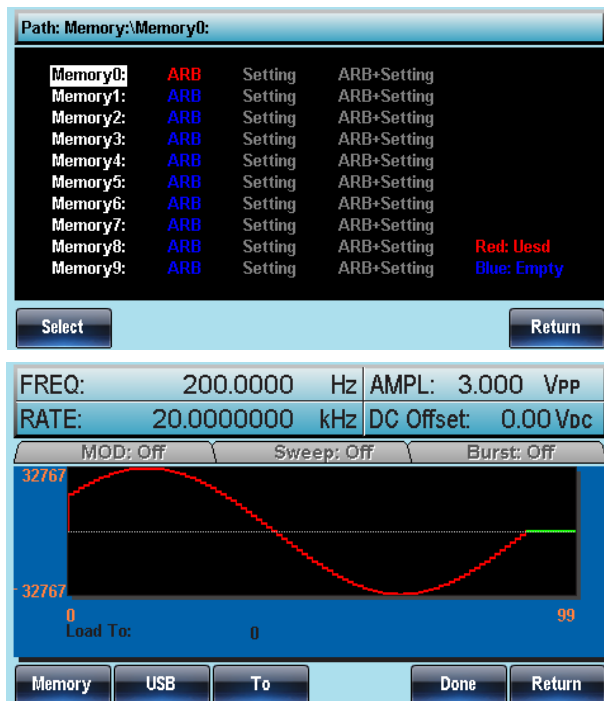 Path: Memory:\Memory0:
Memory0: ARB Setting ARB+Setting
Memory1: ARB Setting ARB+Setting
Memory2: ARB Setting ARB+Setting
Memory3: ARB Setting ARB+Setting
Memory4: ARB Setting ARB+Setting
Memory5: ARB Setting ARB+Setting
Memory6: ARB Setting ARB+Setting
Memory7: ARB Setting ARB+Setting
Memory8: ARB Setting ARB+Setting Red: Uesd
Memory9: ARB Setting ARB+Setting Blue: Empty
Select Return
FREQ: 200.0000 Hz AMPL: 3.000 VPP
RATE: 20.0000000 kHz DC Offset: 0.00 VDC
MOD: Off Sweep: Off Burst: Off
32767
- 32767
0 99
Load To: 0
Memory USB To Done Return